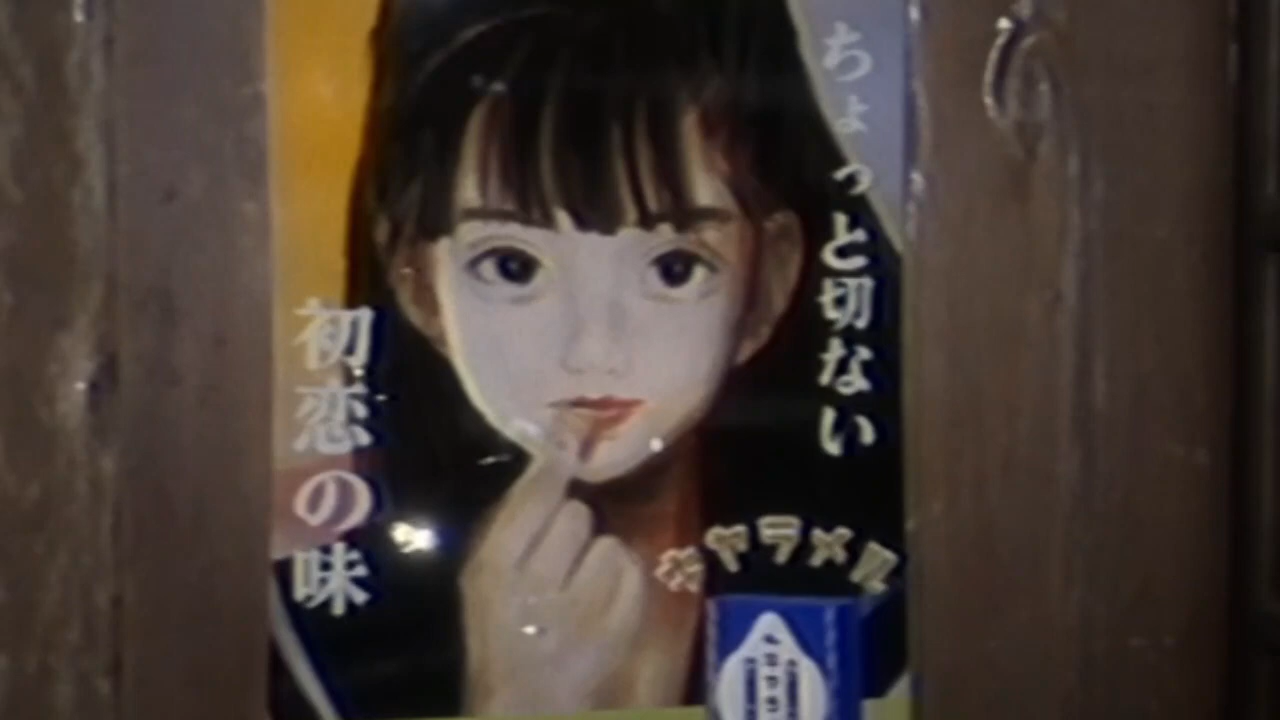 ちょっと切ない
初恋の味
キャラメル